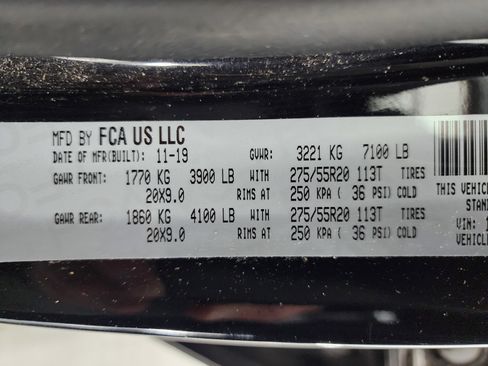 MFD BY FCA US LLC
DATE OF MFR(BUILT): 11-19 GVWR: 3221 KG 7100 LB
GAWR FRONT: 1770 KG 3900 LB WITH 275/55R20 113T TIRES
20X9.0 RIMS AT 250 KPA ( 36 PSI) COLD
GAWR REAR: 1860 KG 4100 LB WITH 275/55R20 113T TIRES
20X9.0 RIMS AT 250 KPA ( 36 PSI) COLD
THIS VEHICL
STAN
VIN: 1
VEHICLE